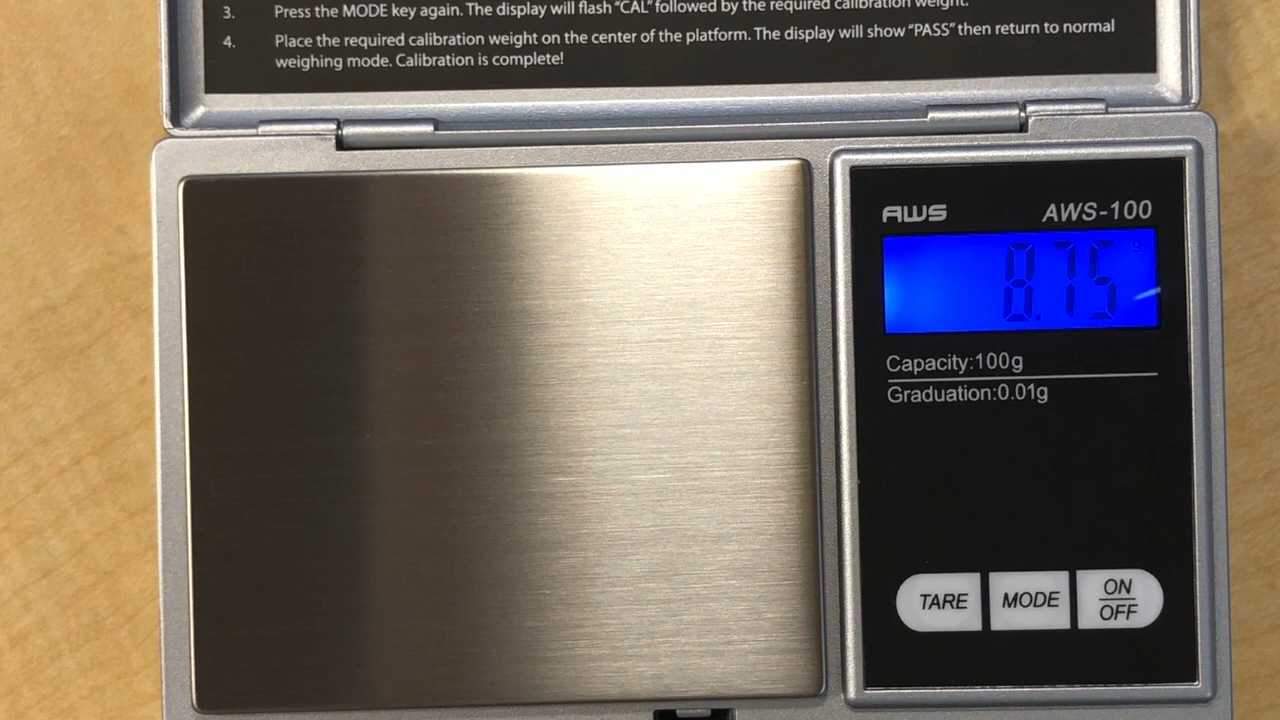 3. Press the MODE key again. The display will flash "CAL" followed by the required calibration weight.
4. Place the required calibration weight on the center of the platform. The display will show "PASS" then return to normal
weighing mode. Calibration is complete!
AWS AWS-100
8.75 g
Capacity:100g
Graduation:0.01g
TARE MODE ON
OFF